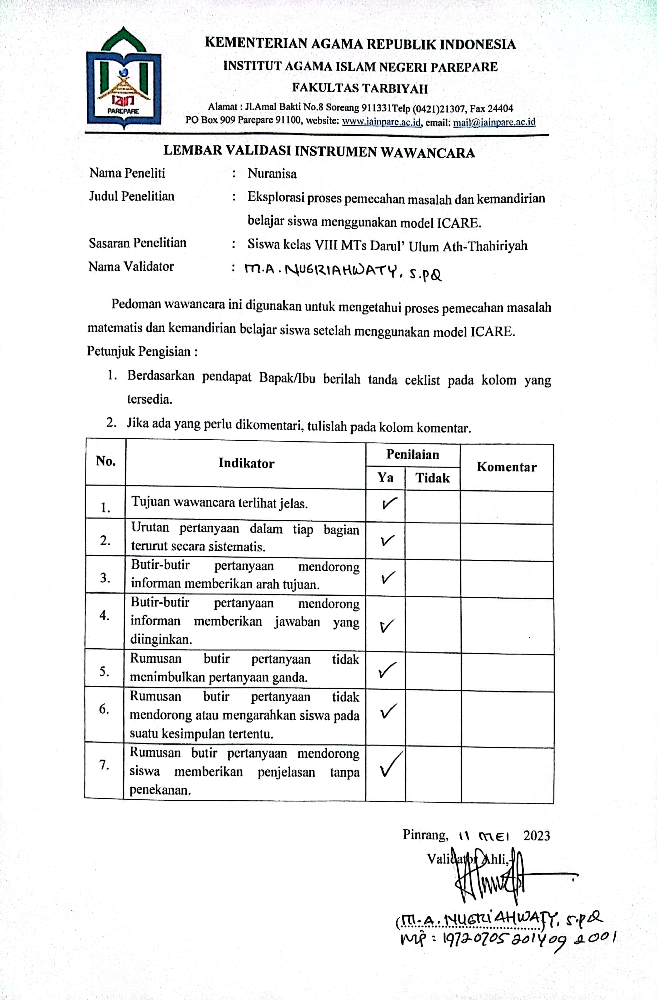 KEMENTERIAN AGAMA REPUBLIK INDONESIA
INSTITUT AGAMA ISLAM NEGERI PAREPARE
FAKULTAS TARBIYAH
Alamat : Jl.Amal Bakti No.8 Soreang 911331Telp (0421)21307, Fax 24404
PO Box 909 Parepare 91100, website: www.iainpare.ac.id, email: mail@iainpare.ac.id
iain
PAREPARE
LEMBAR VALIDASI INSTRUMEN WAWANCARA
Nama Peneliti : Nuranisa
Judul Penelitian : Eksplorasi proses pemecahan masalah dan kemandirian
belajar siswa menggunakan model ICARE.
Sasaran Penelitian : Siswa kelas VIII MTs Darul’ Ulum Ath-Thahiriyah
Nama Validator : M.A. NUGRIAHWATY, S.Pd
Pedoman wawancara ini digunakan untuk mengetahui proses pemecahan masalah
matematis dan kemandirian belajar siswa setelah menggunakan model ICARE.
Petunjuk Pengisian :
1. Berdasarkan pendapat Bapak/Ibu berilah tanda ceklist pada kolom yang
tersedia.
2. Jika ada yang perlu dikomentari, tulislah pada kolom komentar.
No. Indikator Penilaian Komentar
Ya Tidak
1. Tujuan wawancara terlihat jelas. ✓
2. Urutan pertanyaan dalam tiap bagian
terurut secara sistematis. ✓
3. Butir-butir pertanyaan mendorong
informan memberikan arah tujuan. ✓
4. Butir-butir pertanyaan mendorong
informan memberikan jawaban yang ✓
diinginkan.
5. Rumusan butir pertanyaan tidak
menimbulkan pertanyaan ganda. ✓
6. Rumusan butir pertanyaan tidak
mendorong atau mengarahkan siswa pada ✓
suatu kesimpulan tertentu.
7. Rumusan butir pertanyaan mendorong
siswa memberikan penjelasan tanpa ✓
penekanan.
Pinrang, 11 MEI 2023
Validator Ahli,
(M.A. NUGRIAHWATY, S.Pd
NIP : 197207052014092001